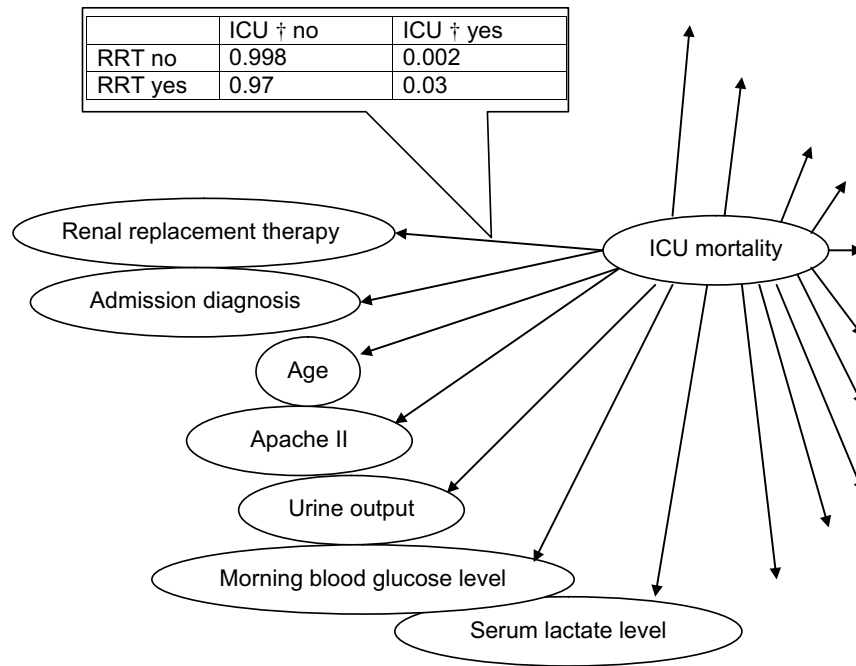 ICU † no ICU † yes
RRT no 0.998 0.002
RRT yes 0.97 0.03
Renal replacement therapy
ICU mortality
Admission diagnosis
Age
Apache II
Urine output
Morning blood glucose level
Serum lactate level